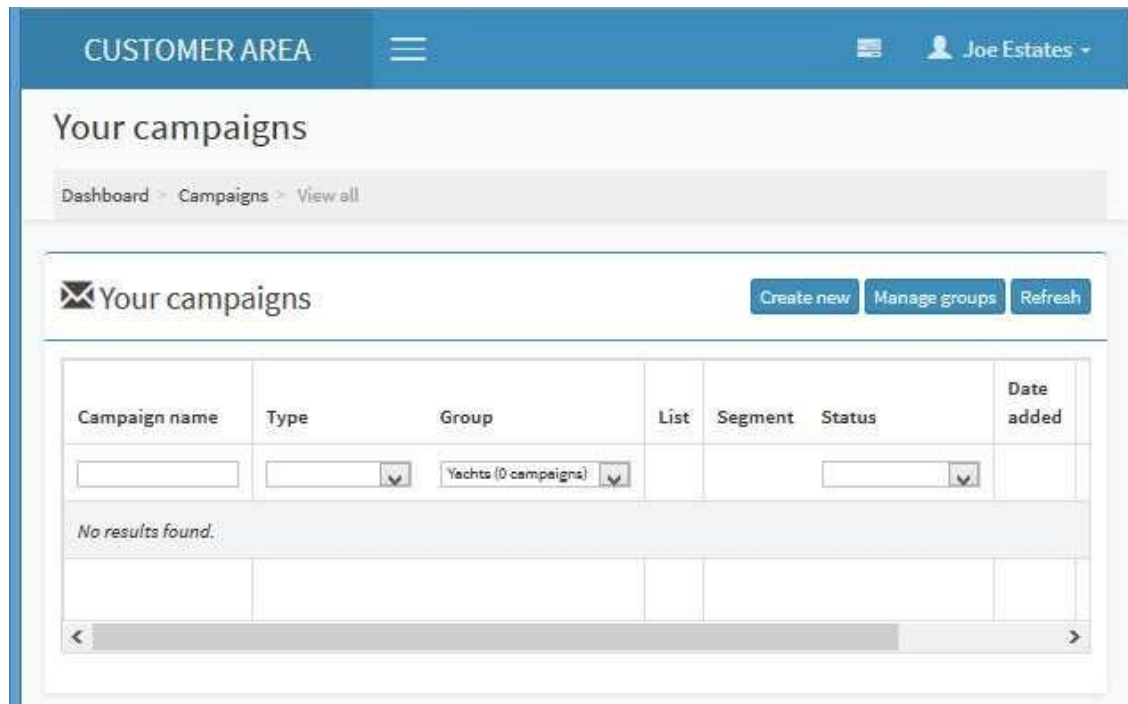 CUSTOMER AREA Joe Estates
Your campaigns
Dashboard > Campaigns > View all
Your campaigns Create new Manage groups Refresh
Campaign name Type Group List Segment Status Date added
Yachts (0 campaigns)
No results found.